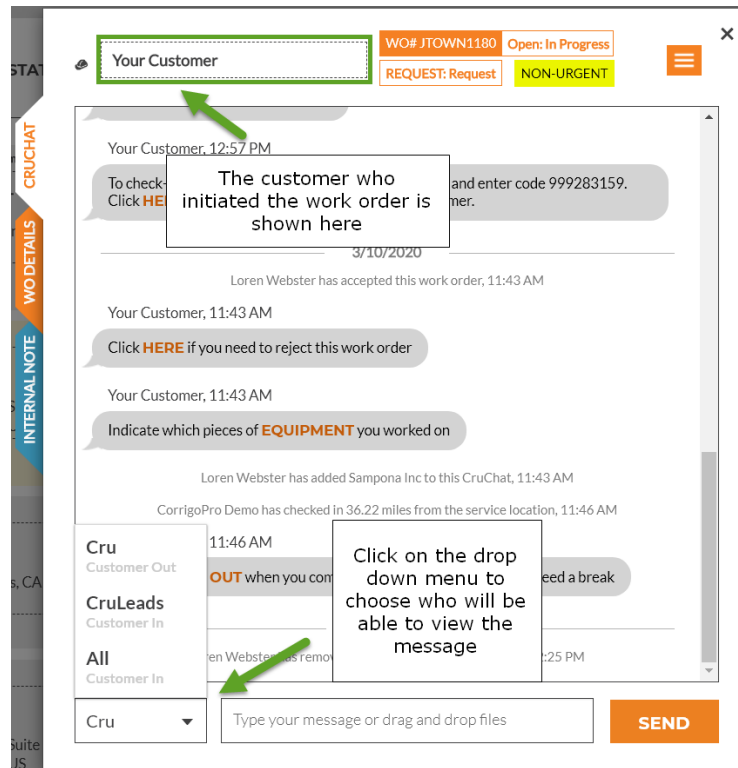 STAT
Your Customer
WO# JTOWN1180 Open: In Progress
REQUEST: Request NON-URGENT
×
CRUCHAT
WO DETAILS
INTERNAL NOTE
Your Customer, 12:57 PM
To check- and enter code 999283159.
Click HE mer.
The customer who
initiated the work order is
shown here
3/10/2020
Loren Webster has accepted this work order, 11:43 AM
Your Customer, 11:43 AM
Click HERE if you need to reject this work order
Your Customer, 11:43 AM
Indicate which pieces of EQUIPMENT you worked on
Loren Webster has added Sampona Inc to this CruChat, 11:43 AM
CorrigoPro Demo has checked in 36.22 miles from the service location, 11:46 AM
11:46 AM
OUT when you com eed a break
Click on the drop
down menu to
choose who will be
able to view the
message
en Webster has remov :25 PM
Cru
Customer Out
CruLeads
Customer In
All
Customer In
s, CA
Cru
Type your message or drag and drop files
SEND
Suite
US